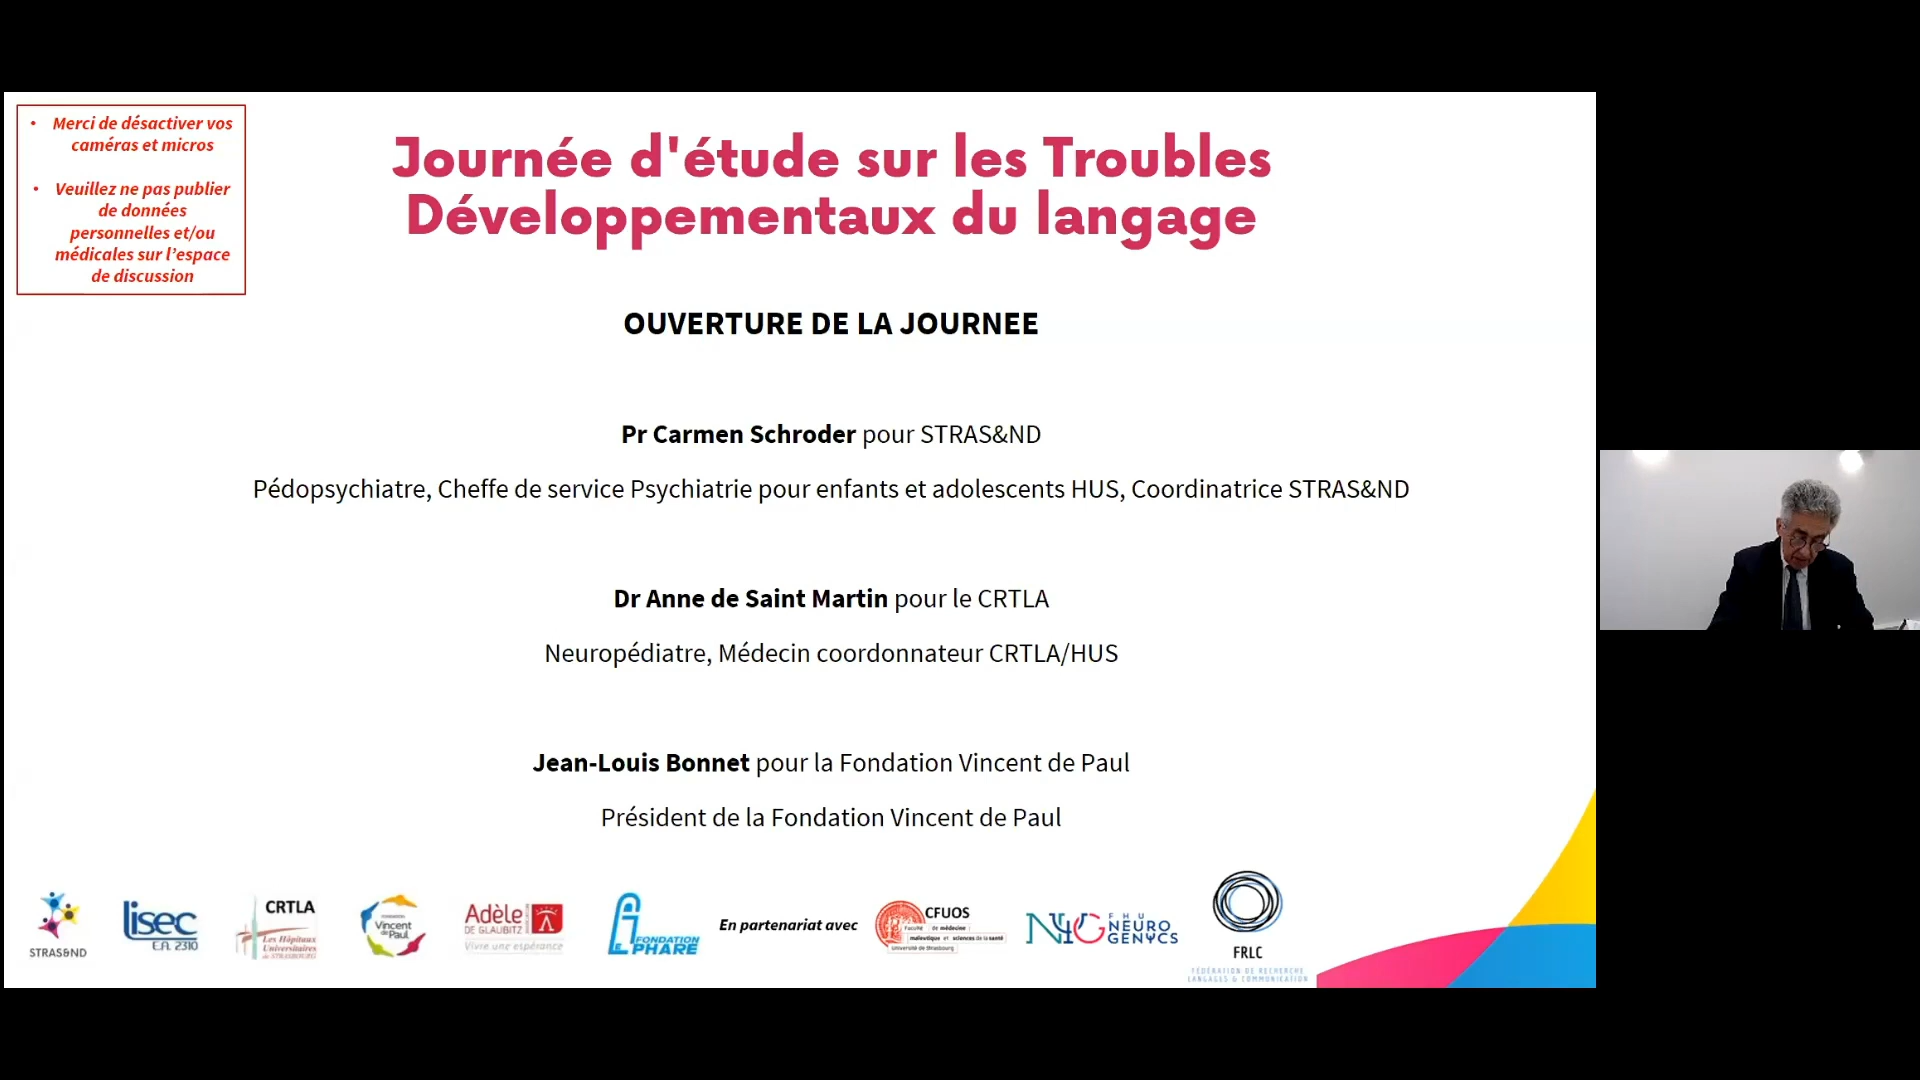 • Merci de désactiver vos
caméras et micros
• Veuillez ne pas publier
de données
personnelles et/ou
médicales sur l'espace
de discussion
Journée d'étude sur les Troubles
Développementaux du langage
OUVERTURE DE LA JOURNEE
Pr Carmen Schroder pour STRAS&ND
Pédopsychiatre, Cheffe de service Psychiatrie pour enfants et adolescents HUS, Coordinatrice STRAS&ND
Dr Anne de Saint Martin pour le CRTLA
Neuropédiatre, Médecin coordonnateur CRTLA/HUS
Jean-Louis Bonnet pour la Fondation Vincent de Paul
Président de la Fondation Vincent de Paul
STRAS&ND
lisec
E.A. 2310
CRTLA
Les Hôpitaux
Universitaires
de STRASBOURG
FONDATION
Vincent
de Paul
Adèle
DE GLAUBITZ
ASSOCIATION
Vivre une espérance
FONDATION
LE PHARE
En partenariat avec
CFUOS
Faculté de médecine
maïeutique et sciences de la santé
Université de Strasbourg
FHU
NEURO
GENYCS
FRLC
FÉDÉRATION DE RECHERCHE
LANGAGES & COMMUNICATION